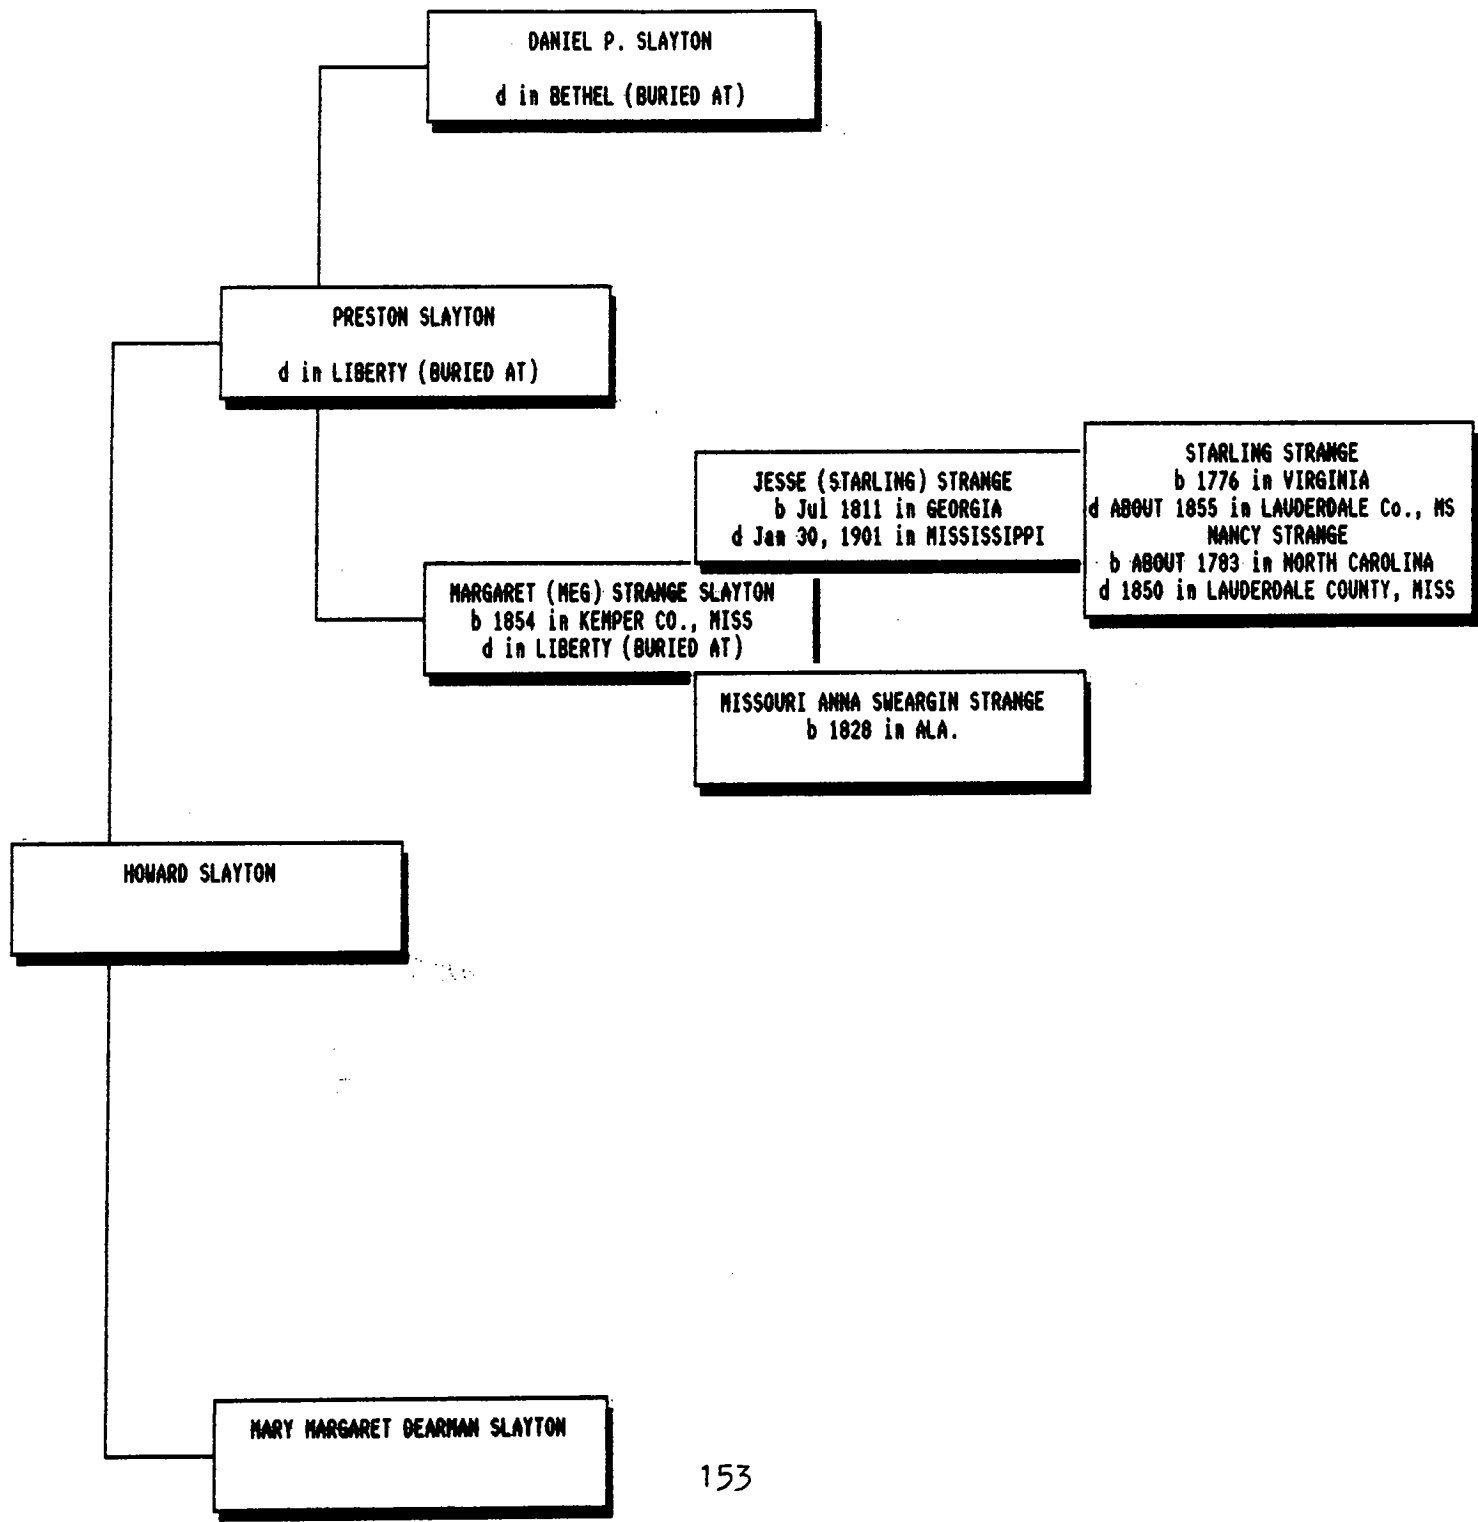 DANIEL P. SLAYTON
d in BETHEL (BURIED AT)
PRESTON SLAYTON
d in LIBERTY (BURIED AT)
STARLING STRANGE
b 1776 in VIRGINIA
d ABOUT 1855 in LAUDERDALE Co., MS
NANCY STRANGE
b ABOUT 1783 in NORTH CAROLINA
d 1850 in LAUDERDALE COUNTY, MISS
JESSE (STARLING) STRANGE
b Jul 1811 in GEORGIA
d Jan 30, 1901 in MISSISSIPPI
MARGARET (MEG) STRANGE SLAYTON
b 1854 in KEMPER CO., MISS
d in LIBERTY (BURIED AT)
MISSOURI ANNA SWEARGIN STRANGE
b 1828 in ALA.
HOWARD SLAYTON
MARY MARGARET DEARMAN SLAYTON
153